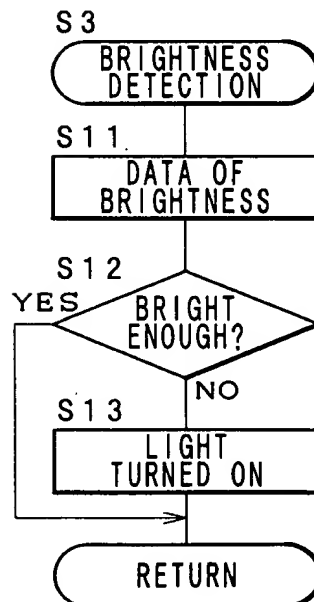 S3
BRIGHTNESS
DETECTION
S11
DATA OF
BRIGHTNESS
S12
YES
BRIGHT
ENOUGH?
NO
S13
LIGHT
TURNED ON
RETURN